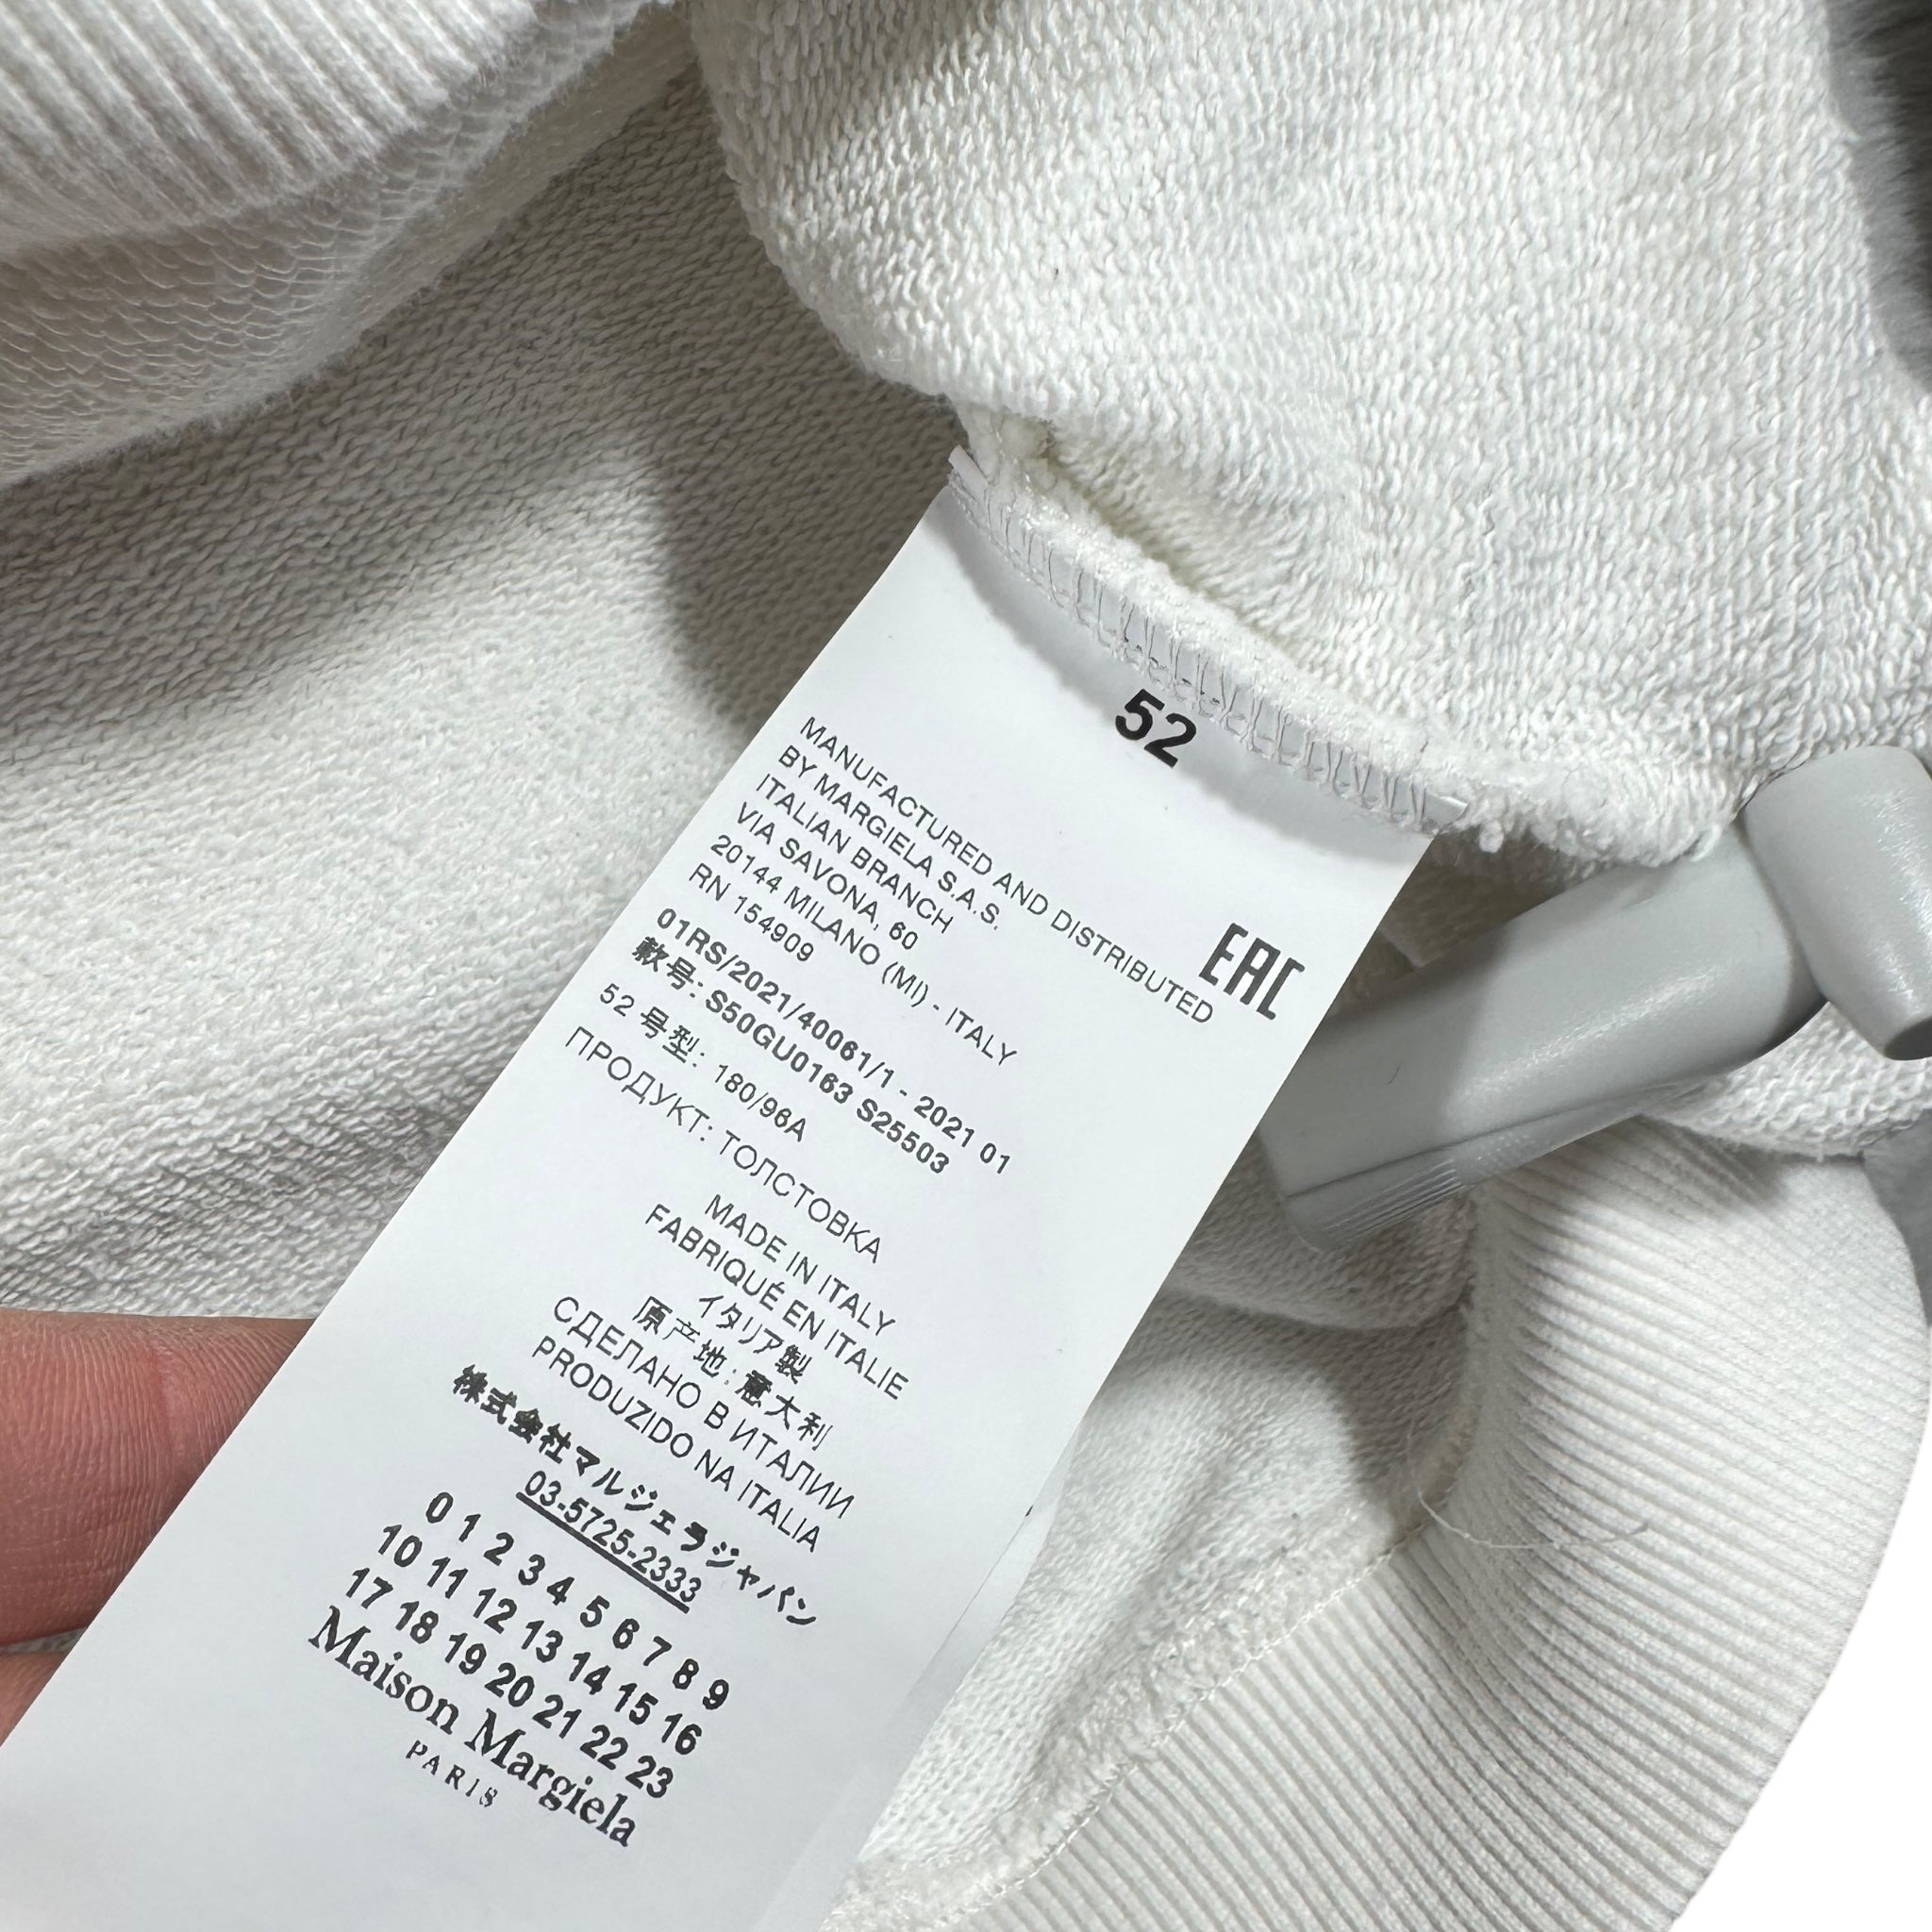 52
MANUFACTURED AND DISTRIBUTED
BY MARGIELA S.A.S.
ITALIAN BRANCH
VIA SAVONA, 60
20144 MILANO (MI) - ITALY
RN 154909
EAC
01RS/2021/40061/1 - 2021 01
款号: S50GU0163 S25503
52 号型: 180/96A
ПРОДУКТ: ТОЛСТОВКА
MADE IN ITALY
FABRIQUÉ EN ITALIE
イタリア製
原产地: 意大利
СДЕЛАНО В ИТАЛИИ
PRODUZIDO NA ITALIA
株式会社マルジェラジャパン
03-5725-2333
0 1 2 3 4 5 6 7 8 9
10 11 12 13 14 15 16
17 18 19 20 21 22 23
Maison Margiela
PARIS